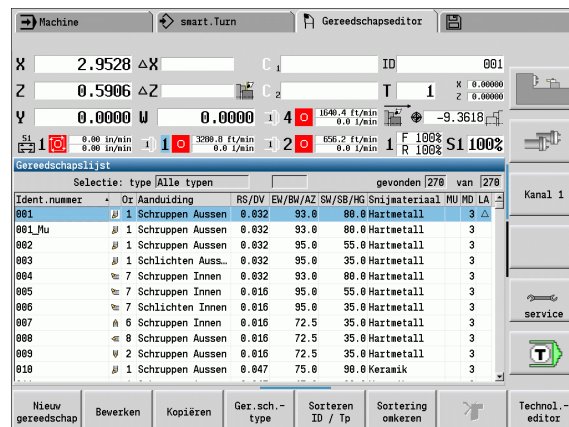 Machine smart.Turn Gereedschapseditor
X 2.9528 △X C 1 ID 001
Z 0.5906 △Z C 2 T 1 X 0.00000 Z 0.00000
Y 0.0000 U 0.0000 4 0 1640.4 ft/min 0.0 1/min -9.3618
S1 1 0 0.00 in/min 0.00 in/min 1 0 3280.8 ft/min 0.0 1/min 2 0 656.2 ft/min 0.0 1/min 1 F 100% R 100% S1 100%
Gereedschapslijst
Selectie: type Alle typen gevonden 270 van 270
Ident.nummer Or Aanduiding RS/DV EW/BW/AZ SW/SB/HG Snijmateriaal MU MD LA
001 1 Schruppen Aussen 0.032 93.0 80.0 Hartmetall 3 △
001_Mu 1 Schruppen Aussen 0.032 93.0 80.0 Hartmetall 3
002 1 Schruppen Aussen 0.032 95.0 55.0 Hartmetall 3
003 1 Schlichten Auss… 0.032 95.0 35.0 Hartmetall 3
004 7 Schruppen Innen 0.032 93.0 80.0 Hartmetall 3
005 7 Schruppen Innen 0.016 95.0 55.0 Hartmetall 3
006 7 Schlichten Innen 0.016 95.0 35.0 Hartmetall 3
007 6 Schruppen Innen 0.016 72.5 35.0 Hartmetall 3
008 8 Schruppen Aussen 0.016 72.5 35.0 Hartmetall 3
009 2 Schruppen Aussen 0.016 72.5 35.0 Hartmetall 3
010 1 Schruppen Aussen 0.047 75.0 90.0 Keramik 3
Kanal 1
service
T
Nieuw gereedschap
Bewerken
Kopiëren
Ger.sch.-type
Sorteren ID / Tp
Sortering omkeren
Technol.-editor